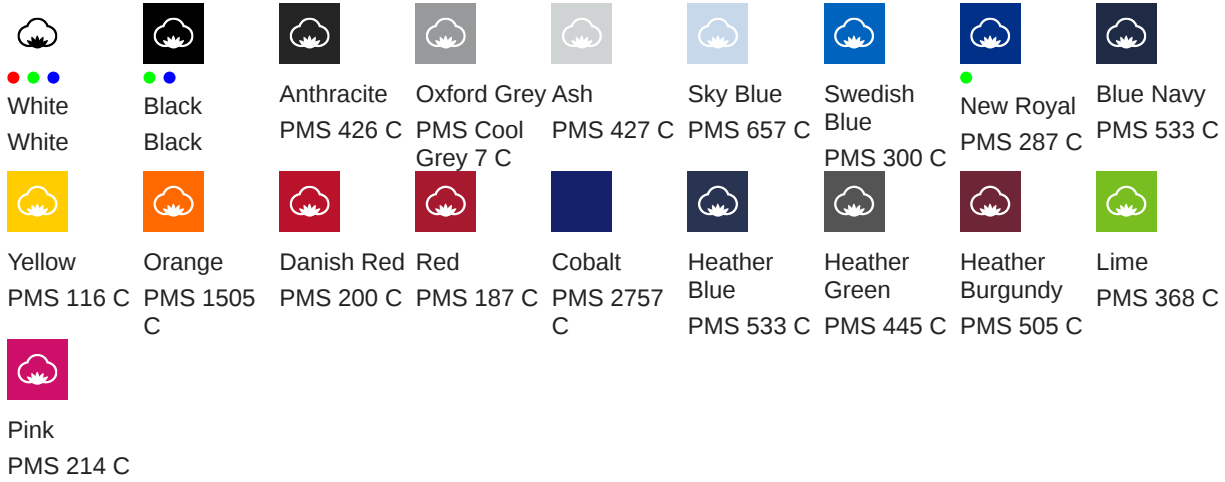 White
White
Black
Black
Anthracite
PMS 426 C
Oxford Grey
PMS Cool
Grey 7 C
Ash
PMS 427 C
Sky Blue
PMS 657 C
Swedish
Blue
PMS 300 C
New Royal
PMS 287 C
Blue Navy
PMS 533 C
Yellow
PMS 116 C
Orange
PMS 1505
C
Danish Red
PMS 200 C
Red
PMS 187 C
Cobalt
PMS 2757
C
Heather
Blue
PMS 533 C
Heather
Green
PMS 445 C
Heather
Burgundy
PMS 505 C
Lime
PMS 368 C
Pink
PMS 214 C